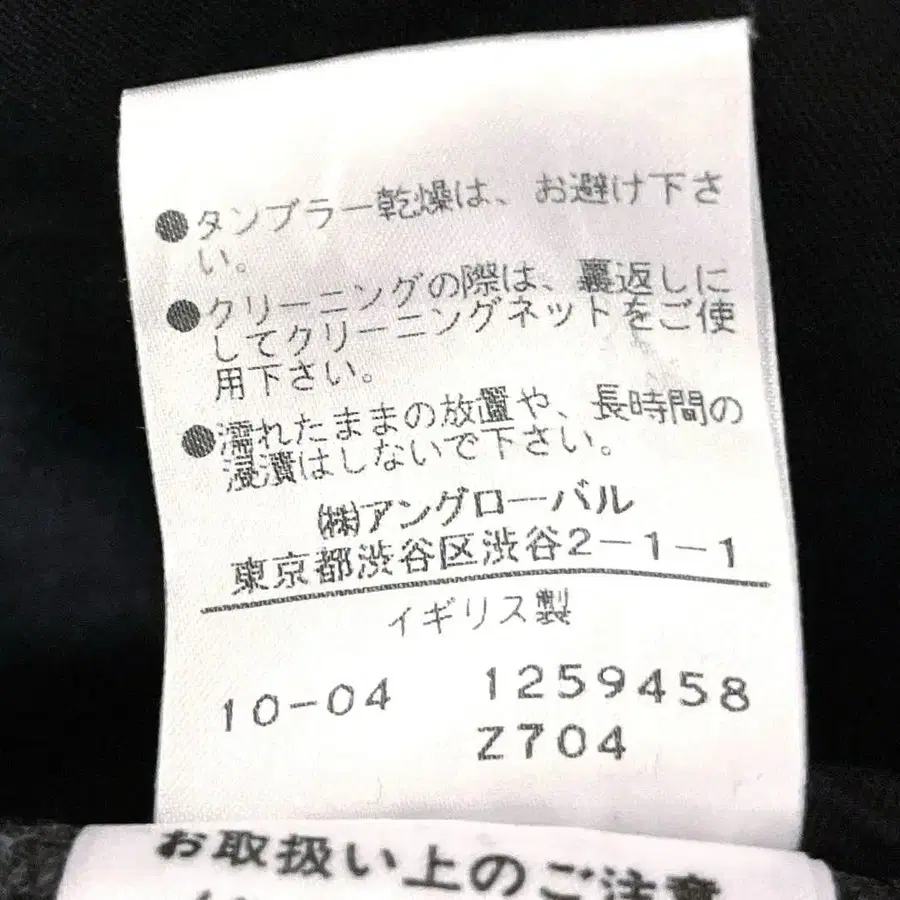 ●タンブラー乾燥は、お避け下さ
い。
●クリーニングの際は、裏返しに
してクリーニングネットをご使
用下さい。
●濡れたままの放置や、長時間の
浸漬はしないで下さい。
(株)アングローバル
東京都渋谷区渋谷2-1-1
イギリス製
10-04 1259458
Z704
お取扱い上のご注意